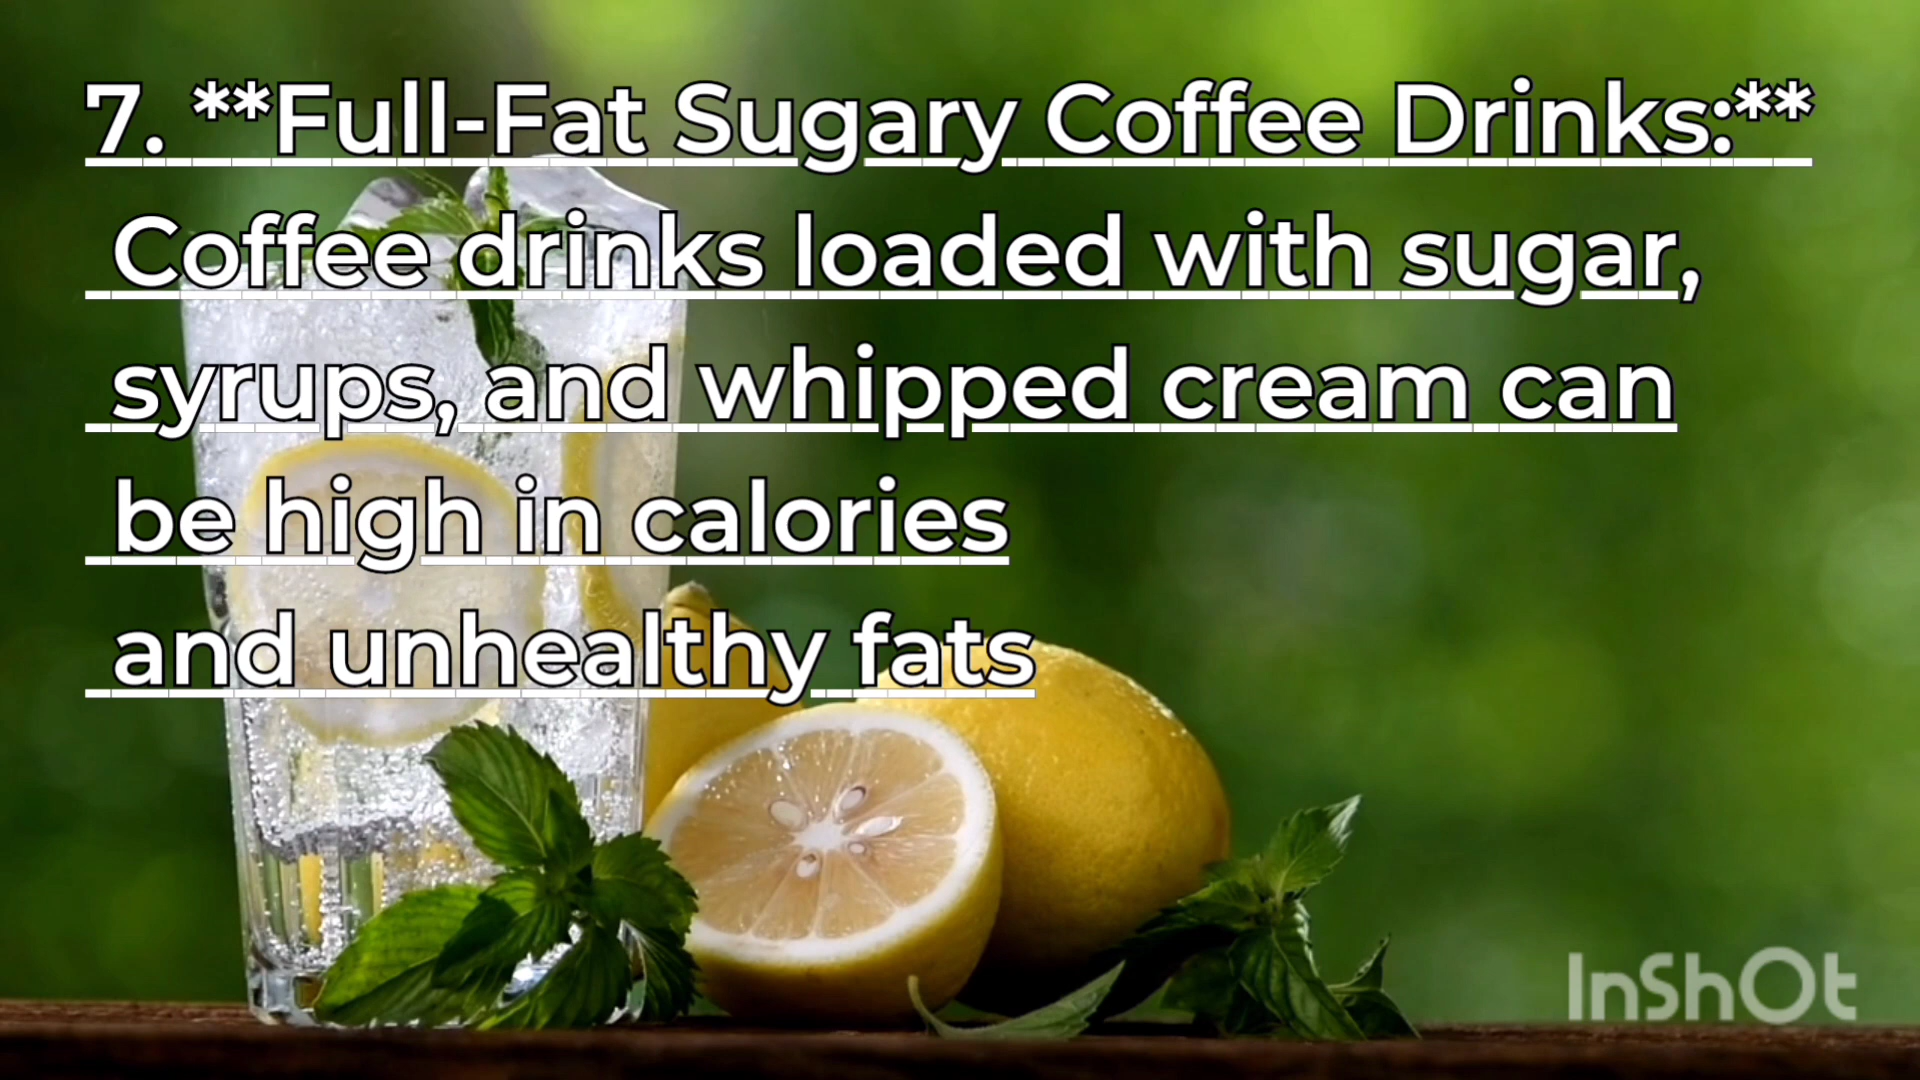 7. **Full-Fat Sugary Coffee Drinks:**
Coffee drinks loaded with sugar,
syrups, and whipped cream can
be high in calories
and unhealthy fats
InShOt